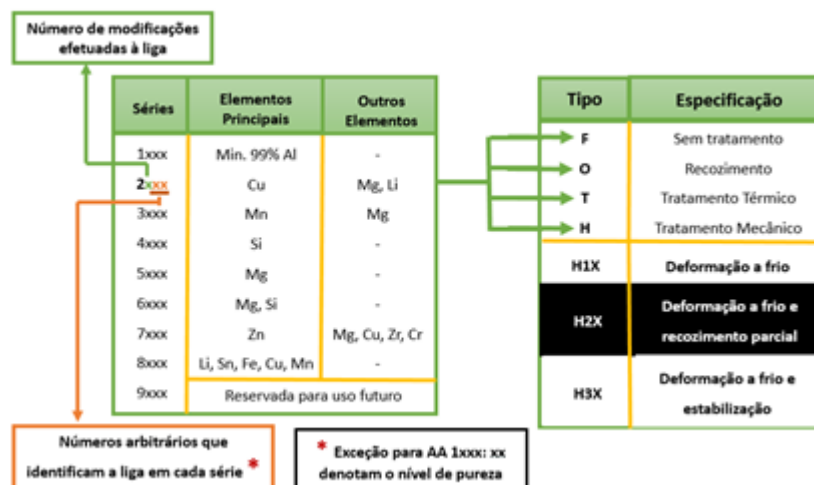 Número de modificações
efetuadas à liga
Séries Elementos Principais Outros Elementos
1xxx Min. 99% Al -
2xxx Cu Mg, Li
3xxx Mn Mg
4xxx Si -
5xxx Mg -
6xxx Mg, Si -
7xxx Zn Mg, Cu, Zr, Cr
8xxx Li, Sn, Fe, Cu, Mn -
9xxx Reservada para uso futuro
Tipo Especificação
F Sem tratamento
O Recozimento
T Tratamento Térmico
H Tratamento Mecânico
H1X Deformação a frio
H2X Deformação a frio e
recozimento parcial
H3X Deformação a frio e
estabilização
Números arbitrários que
identificam a liga em cada série *
* Exceção para AA 1xxx: xx
denotam o nível de pureza